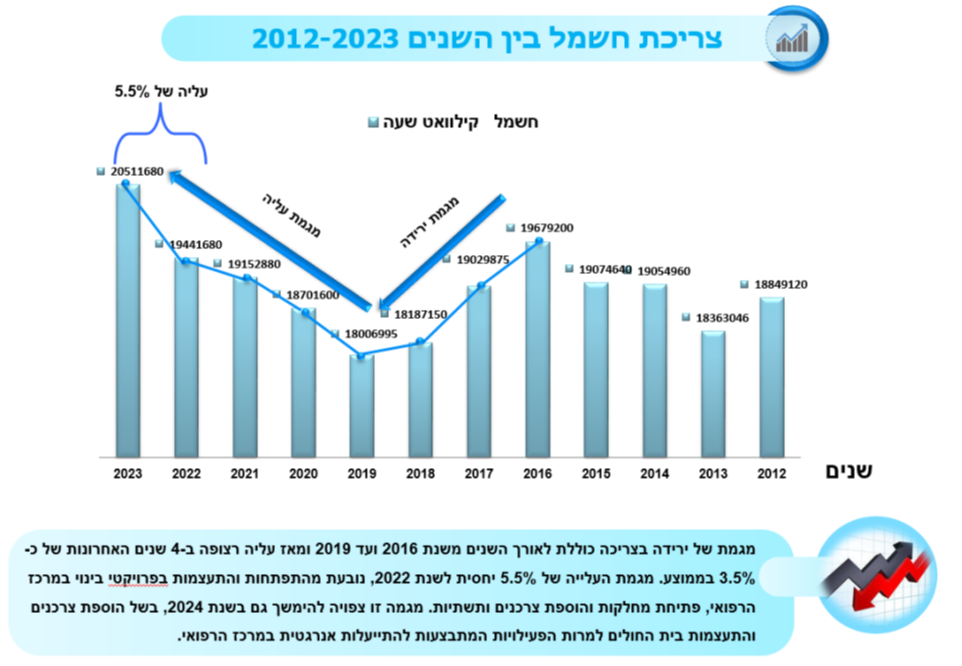 צריכת חשמל בין השנים 2012-2023
עליה של 5.5%
חשמל קילוואט שעה
מגמת עליה
מגמת ירידה
20511680
19441680
19152880
18701600
18006995
18187150
19029875
19679200
19074640
19054960
18363046
18849120
2023 2022 2021 2020 2019 2018 2017 2016 2015 2014 2013 2012
שנים
מגמת של ירידה בצריכה כוללת לאורך השנים משנת 2016 ועד 2019 ומאז עליה רצופה ב-4 שנים האחרונות של כ-
3.5% בממוצע. מגמת העלייה של 5.5% יחסית לשנת 2022, נובעת מהתפתחות והתעצמות בפרויקטי בינוי במרכז
הרפואי, פתיחת מחלקות והוספת צרכנים ותשתיות. מגמה זו צפויה להימשך גם בשנת 2024, בשל הוספת צרכנים
והתעצמות בית החולים למרות הפעילויות המתבצעות להתייעלות אנרגטית במרכז הרפואי.